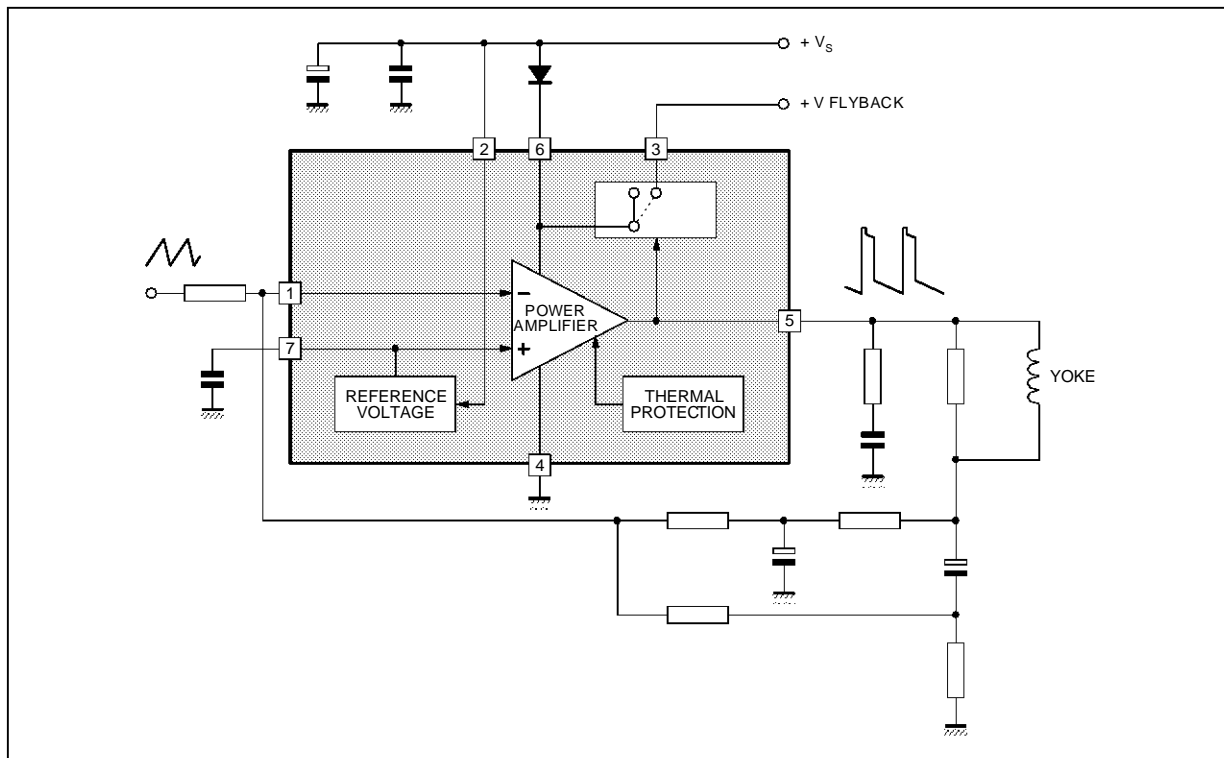 + VS
+ V FLYBACK
2
6
3
1
POWER
AMPLIFIER
5
7
REFERENCE
VOLTAGE
THERMAL
PROTECTION
YOKE
4